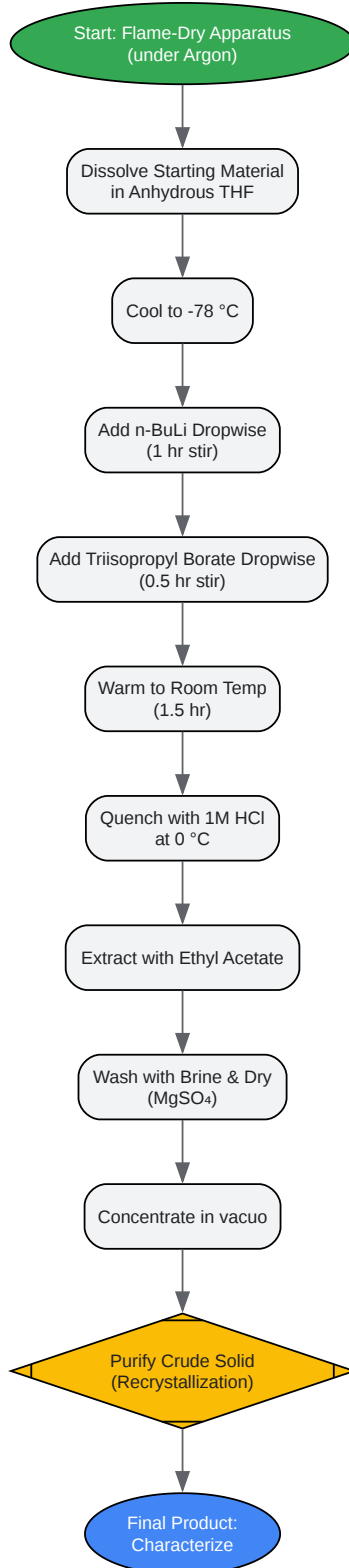 Start: Flame-Dry Apparatus
(under Argon)
Dissolve Starting Material
in Anhydrous THF
Cool to -78 °C
Add n-BuLi Dropwise
(1 hr stir)
Add Triisopropyl Borate Dropwise
(0.5 hr stir)
Warm to Room Temp
(1.5 hr)
Quench with 1M HCl
at 0 °C
Extract with Ethyl Acetate
Wash with Brine & Dry
(MgSO₄)
Concentrate in vacuo
Purify Crude Solid
(Recrystallization)
Final Product:
Characterize